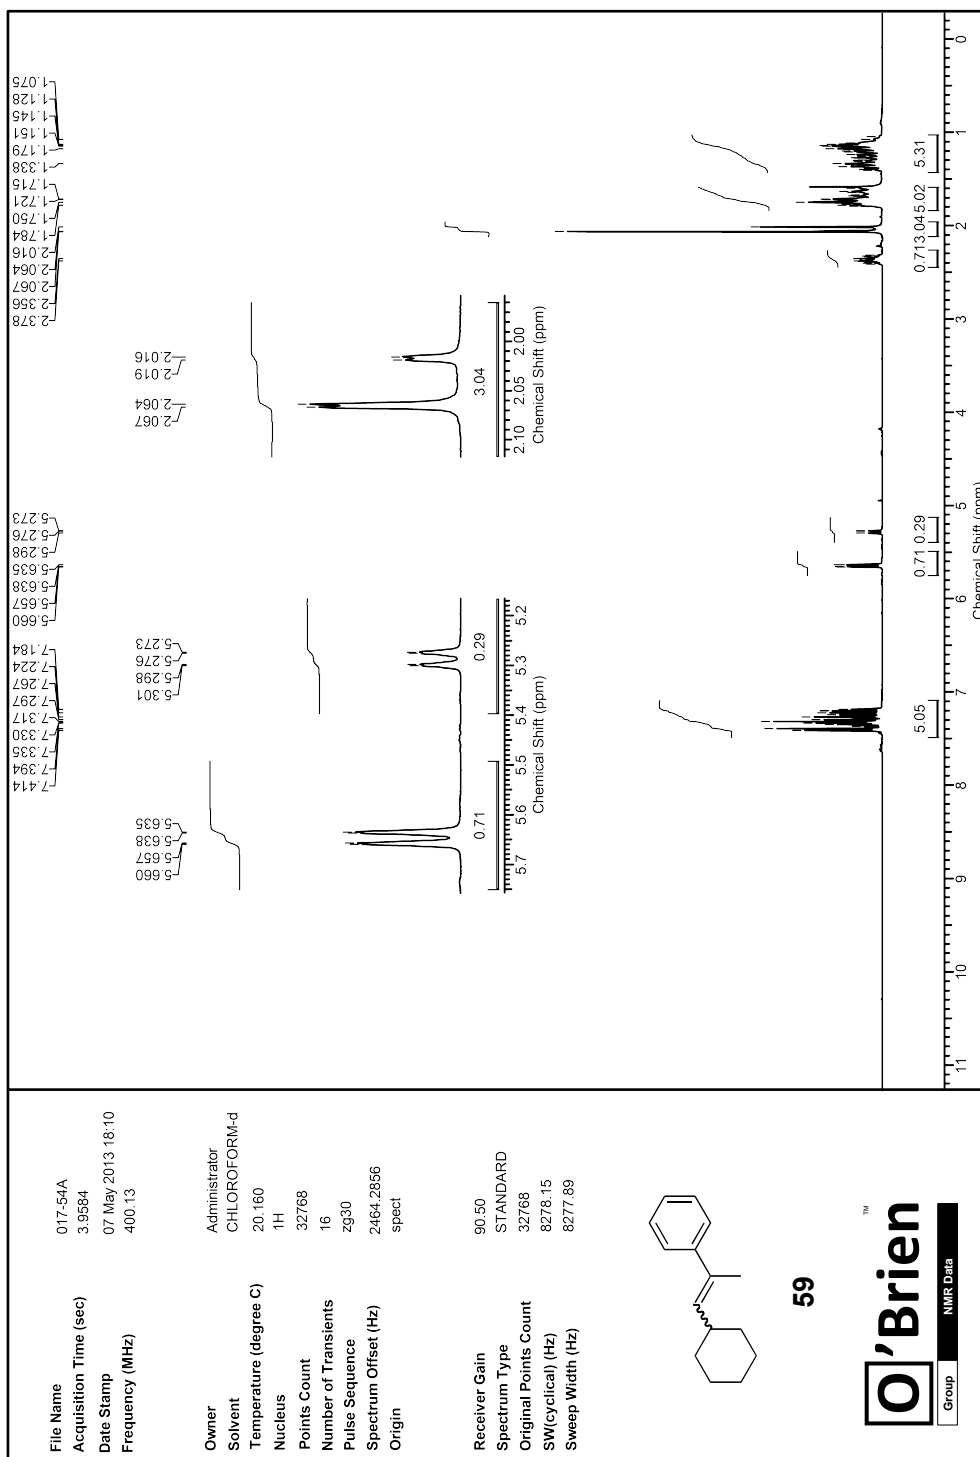 File Name 017-54A
Acquisition Time (sec) 3.9584
Date Stamp 07 May 2013 18:10
Frequency (MHz) 400.13
Owner Administrator
Solvent CHLOROFORM-d
Temperature (degree C) 20.160
Nucleus 1H
Points Count 32768
Number of Transients 16
Pulse Sequence zg30
Spectrum Offset (Hz) 2464.2856
Origin spect
Receiver Gain 90.50
Spectrum Type STANDARD
Original Points Count 32768
SW(cyclical) (Hz) 8278.15
Sweep Width (Hz) 8277.89
59
O'Brien
TM
Group NMR Data
7.414
7.394
7.335
7.330
7.317
7.297
7.267
7.224
7.184
5.660
5.657
5.638
5.635
5.298
5.276
5.273
2.378
2.356
2.067
2.064
2.016
1.784
1.750
1.721
1.715
1.338
1.179
1.151
1.145
1.128
1.075
5.660
5.657
5.638
5.635
5.301
5.298
5.276
5.273
2.067
2.064
2.019
2.016
0.71 0.29
5.7 5.6 5.5 5.4 5.3 5.2
Chemical Shift (ppm)
3.04
2.10 2.05 2.00
Chemical Shift (ppm)
5.05 0.71 0.29 0.71 3.04 5.02 5.31
11 10 9 8 7 6 5 4 3 2 1 0
Chemical Shift (ppm)